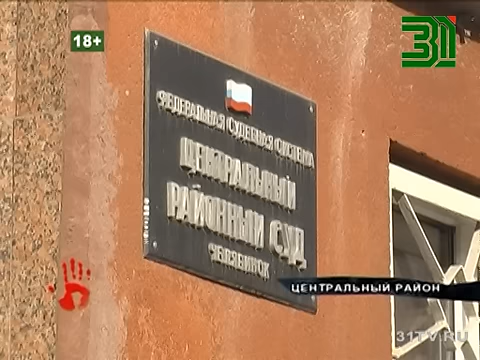 18+
31
ФЕДЕРАЛЬНАЯ СУДЕБНАЯ СИСТЕМА
ЦЕНТРАЛЬНЫЙ
РАЙОННЫЙ СУД
ЧЕЛЯБИНСК
ЦЕНТРАЛЬНЫЙ РАЙОН
31TV.RU